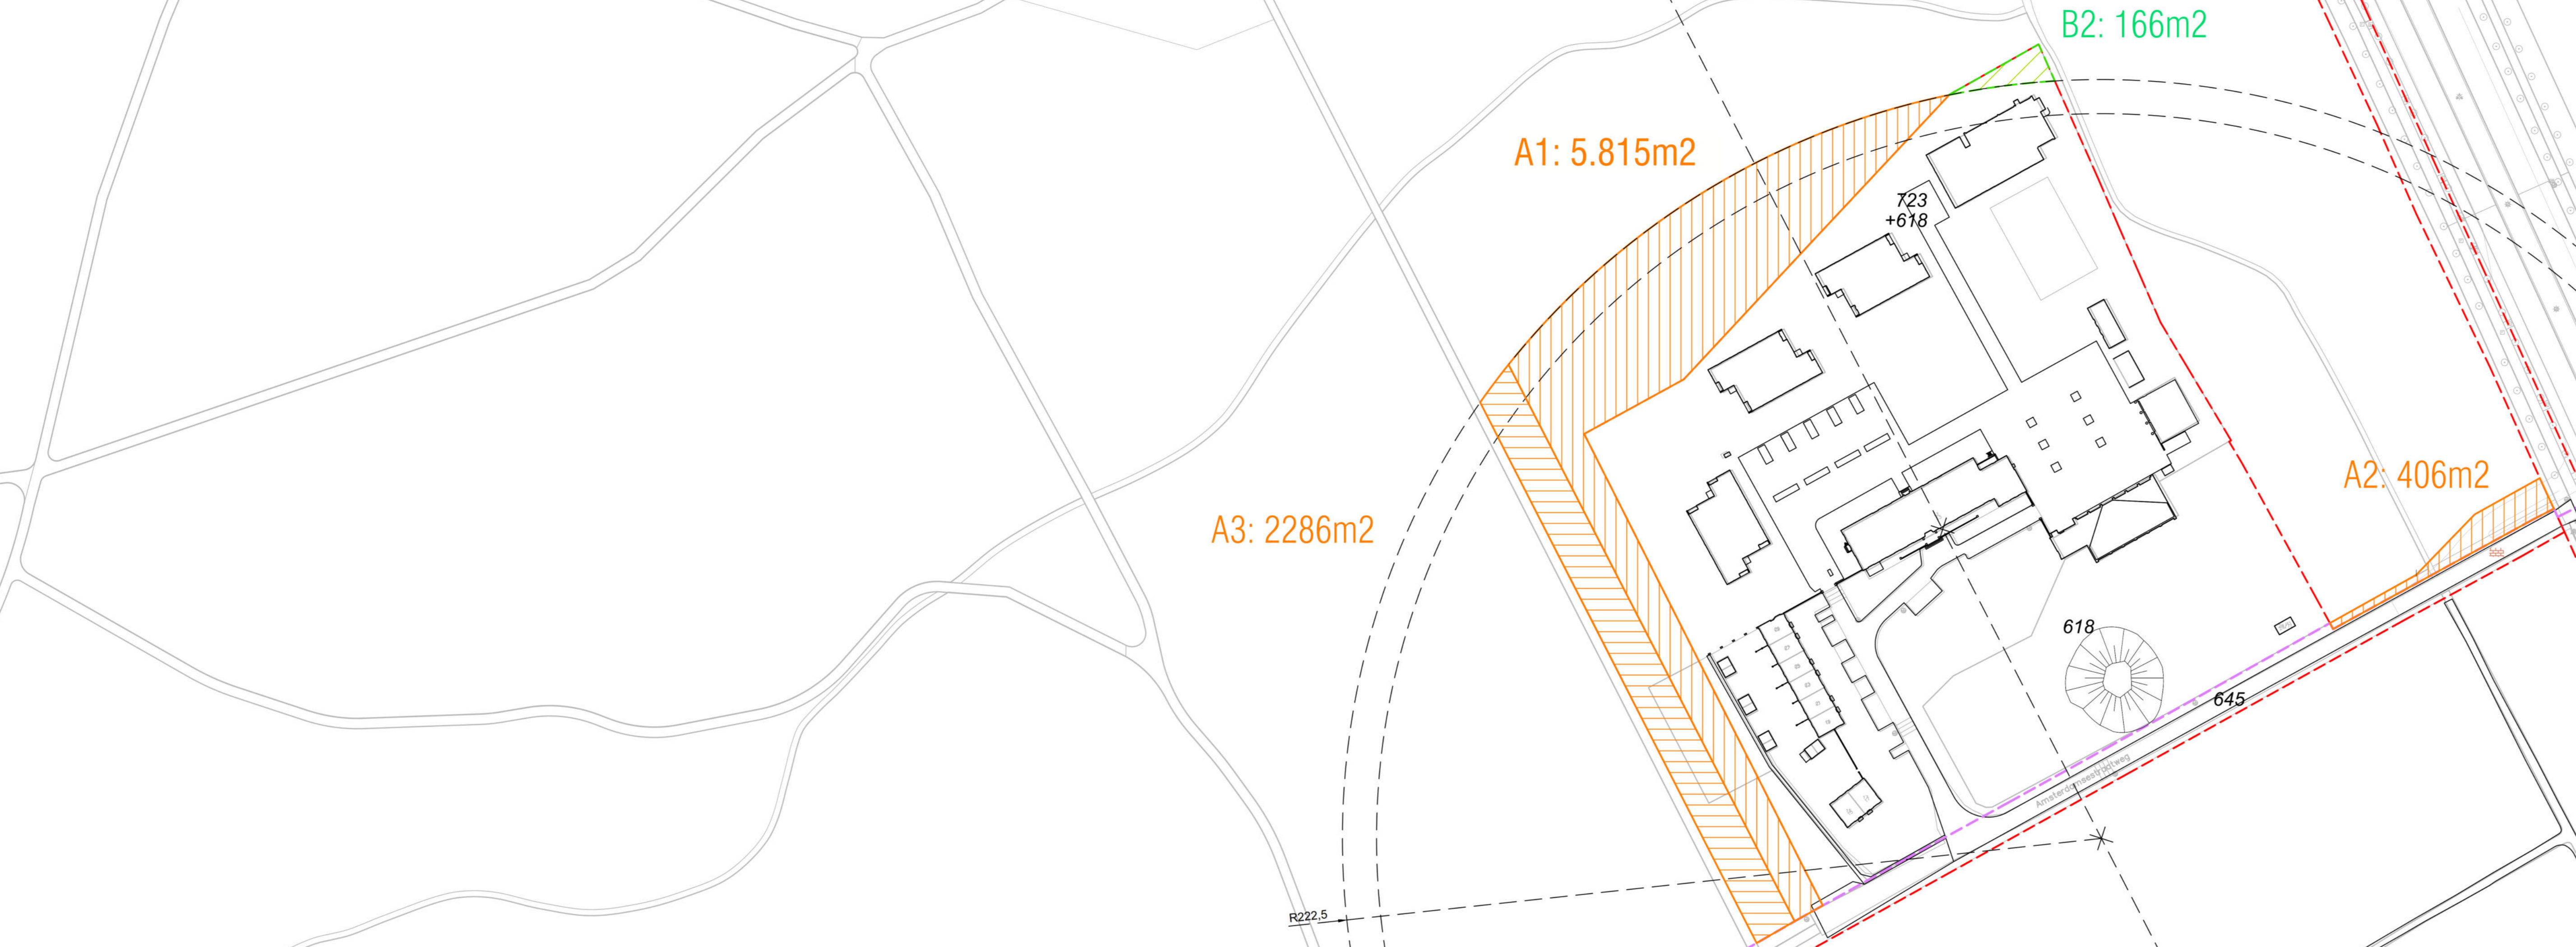 B2: 166m2
A1: 5.815m2
723
+618
A2: 406m2
A3: 2286m2
618
645
Amsterdamsestraatweg
R222,5